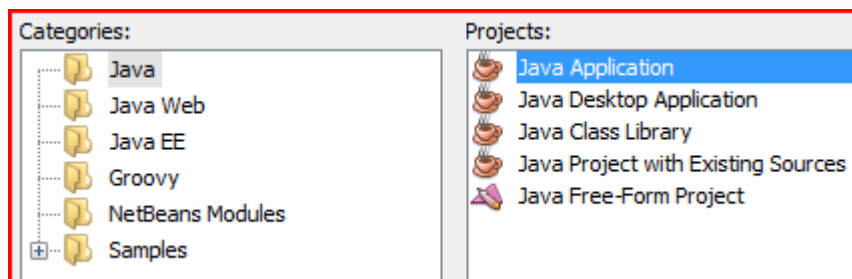 Categories:
Java
Java Web
Java EE
Groovy
NetBeans Modules
Samples
Projects:
Java Application
Java Desktop Application
Java Class Library
Java Project with Existing Sources
Java Free-Form Project